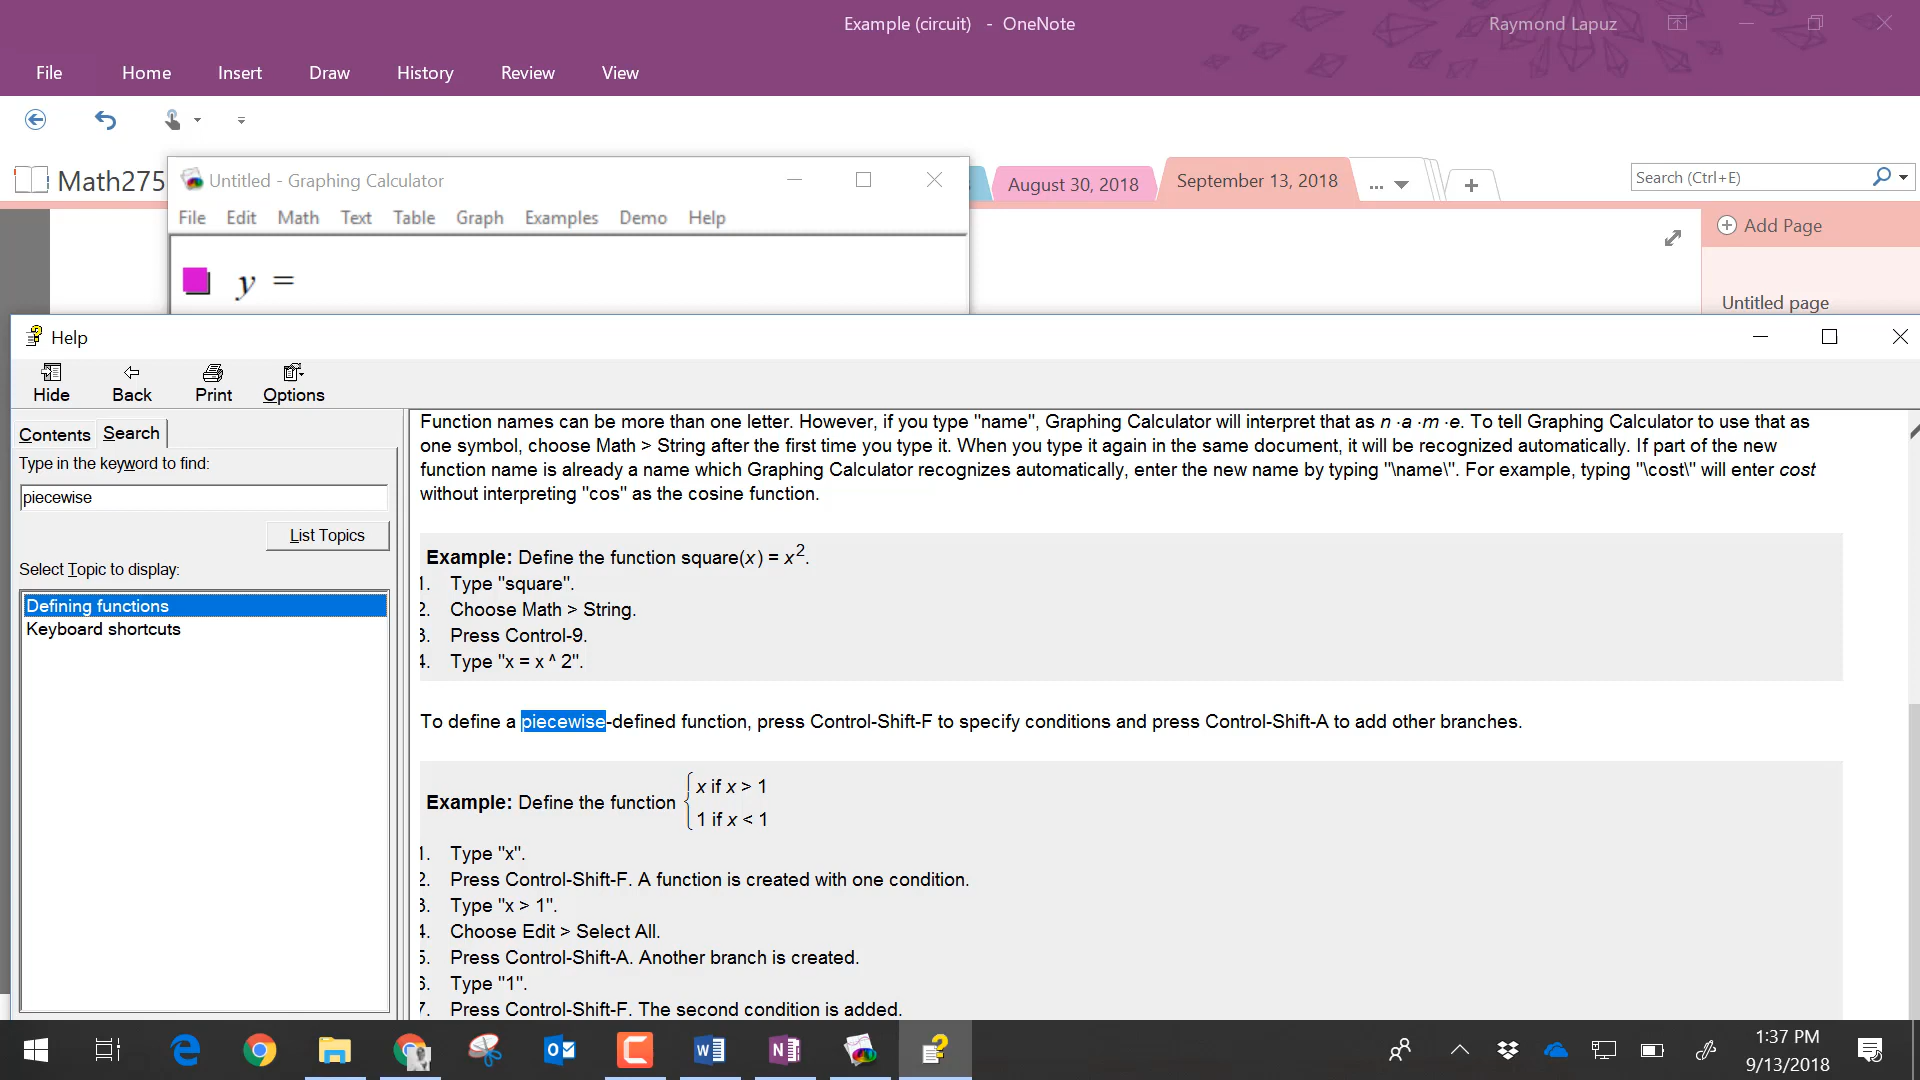 Example (circuit) - OneNote
Raymond Lapuz
File Home Insert Draw History Review View
Math275
August 30, 2018
September 13, 2018
...
Search (Ctrl+E)
Untitled - Graphing Calculator
File Edit Math Text Table Graph Examples Demo Help
y =
Add Page
Untitled page
Help
Hide Back Print Options
Contents Search
Type in the keyword to find:
piecewise
List Topics
Select Topic to display:
Defining functions
Keyboard shortcuts
Function names can be more than one letter. However, if you type "name", Graphing Calculator will interpret that as n ·a ·m ·e. To tell Graphing Calculator to use that as
one symbol, choose Math > String after the first time you type it. When you type it again in the same document, it will be recognized automatically. If part of the new
function name is already a name which Graphing Calculator recognizes automatically, enter the new name by typing "\name\". For example, typing "\cost\" will enter cost
without interpreting "cos" as the cosine function.
Example: Define the function square(x) = x².
1. Type "square".
2. Choose Math > String.
3. Press Control-9.
4. Type "x = x ^ 2".
To define a piecewise-defined function, press Control-Shift-F to specify conditions and press Control-Shift-A to add other branches.
Example: Define the function { x if x > 1
1 if x < 1
1. Type "x".
2. Press Control-Shift-F. A function is created with one condition.
3. Type "x > 1".
4. Choose Edit > Select All.
5. Press Control-Shift-A. Another branch is created.
6. Type "1".
7. Press Control-Shift-F. The second condition is added.
1:37 PM
9/13/2018